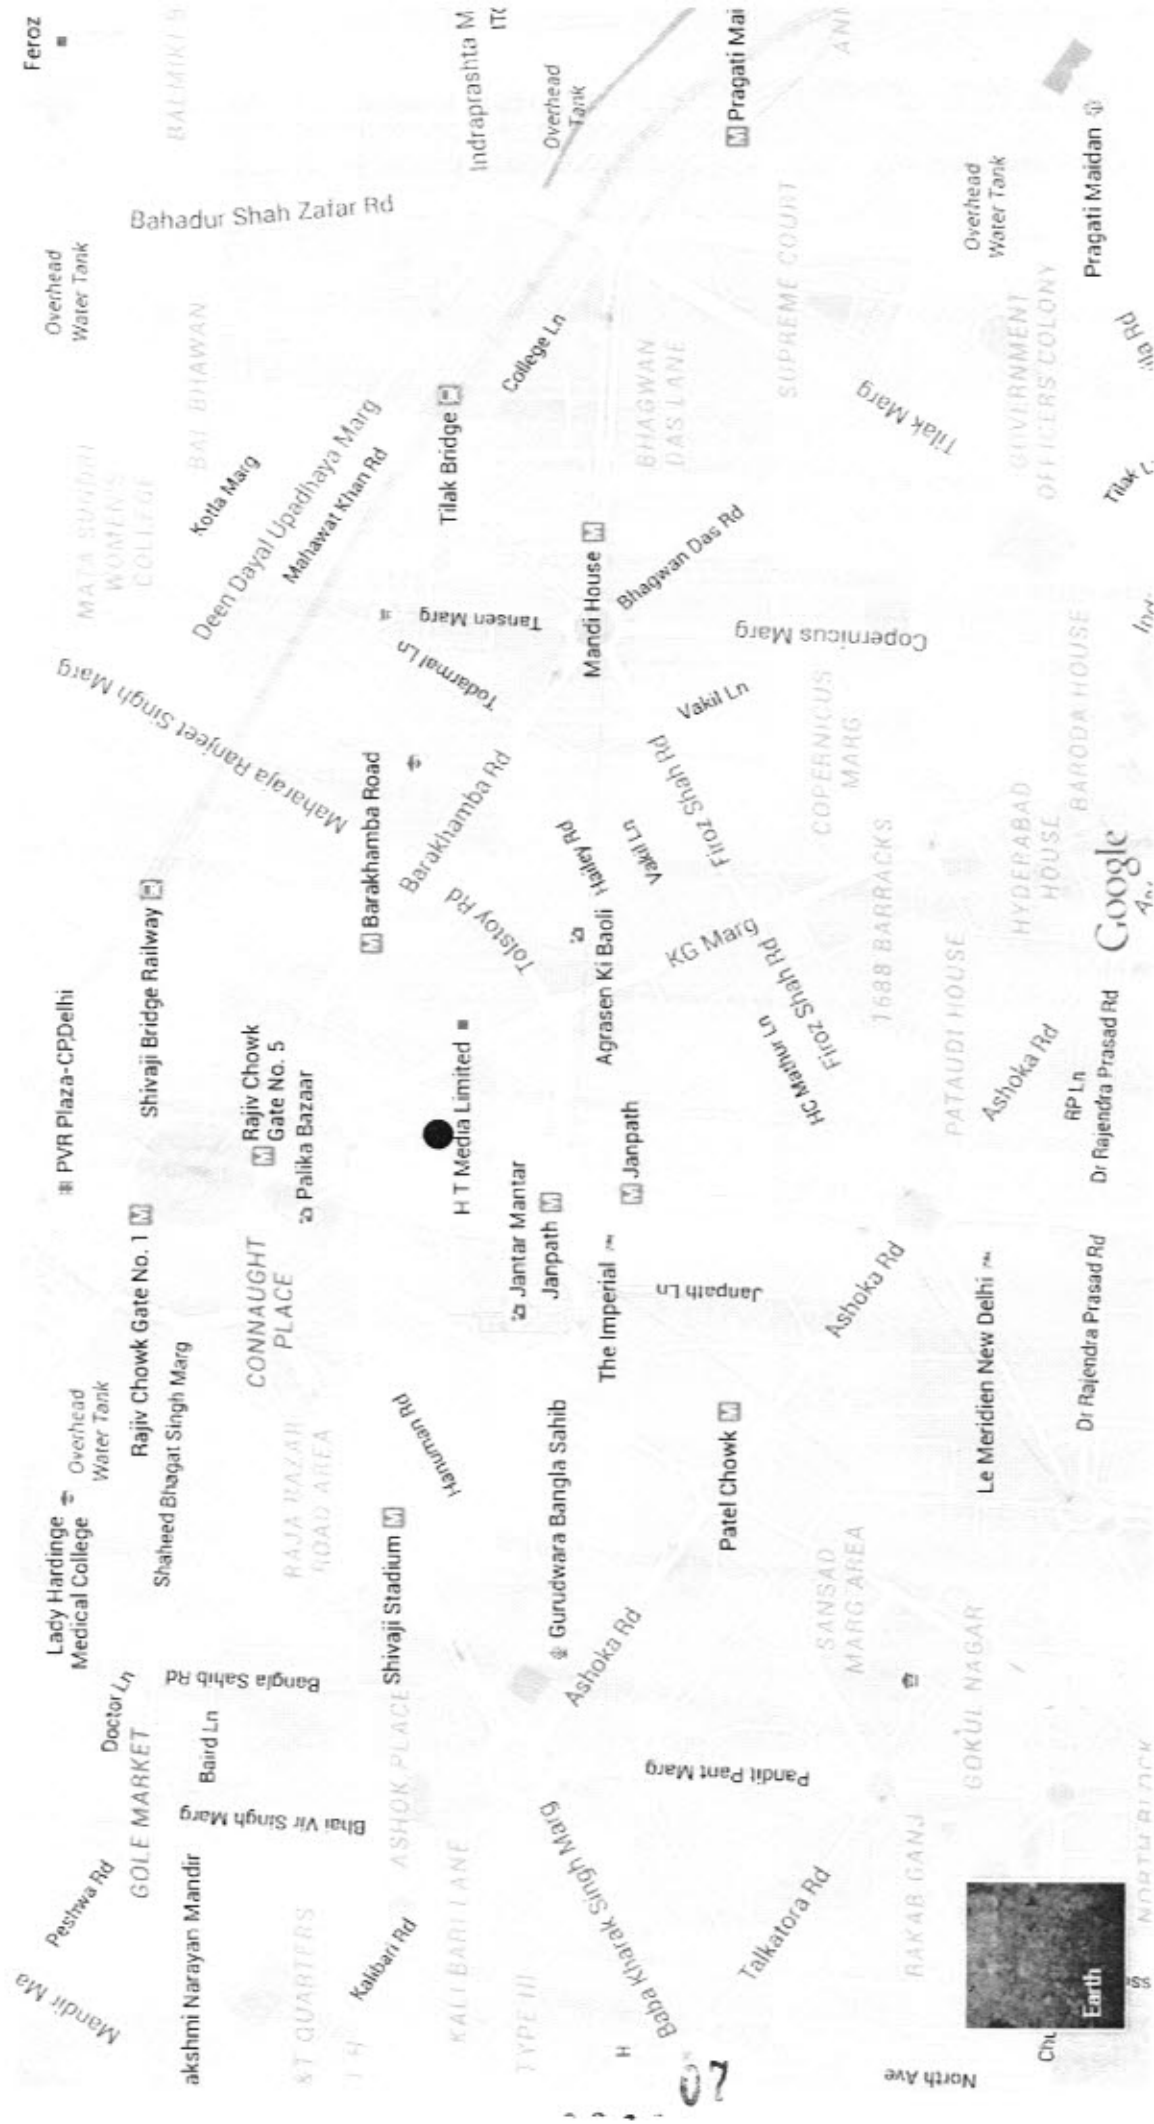 Mandir Ma
Peshwa Rd
Lady Hardinge
Medical College
Overhead
Water Tank
PVR Plaza-CP,Delhi
Maharaja Ranjeet Singh Marg
Overhead
Water Tank
Feroz
MATA SUNDRI
WOMEN'S
COLLEGE
Doctor Ln
GOLE MARKET
Rajiv Chowk Gate No. 1
Shaheed Bhagat Singh Marg
Shivaji Bridge Railway
Bahadur Shah Zafar Rd
akshmi Narayan Mandir
Bhai Vir Singh Marg
Baird Ln
Bangla Sahib Rd
Kotla Marg
BAL BHAWAN
Deen Dayal Upadhaya Marg
CONNAUGHT
PLACE
Rajiv Chowk
Gate No. 5
Palika Bazaar
Mahawat Khan Rd
RAJA BAZAR
ROAD AREA
&T QUARTERS
Kalibari Rd
ASHOK PLACE
Shivaji Stadium
Hanuman Rd
Barakhamba Road
Barakhamba Rd
Todarmal Ln
Tansen Marg
Tilak Bridge
KALI BARI LANE
H T Media Limited
Tolstoy Rd
Indraprashta M
College Ln
Overhead
Tank
TYPE III
Jantar Mantar
Janpath
Gurudwara Bangla Sahib
Baba Kharak Singh Marg
Ashoka Rd
The Imperial
Agrasen Ki Baoli
Hailey Rd
Mandi House
Bhagwan Das Rd
H
Janpath
Vakil Ln
BHAGWAN
DAS LANE
Pandit Pant Marg
Janpath Ln
KG Marg
Firoz Shah Rd
Vakil Ln
07
Patel Chowk
Copernicus Marg
Pragati Mai
Talkatora Rd
HC Mathur Ln
Firoz Shah Rd
SUPREME COURT
SANSAD
MARG AREA
Ashoka Rd
COPERNICUS
MARG
Tilak Marg
1688 BARRACKS
RAKAB GANJ
North Ave
PATAUDI HOUSE
GOKUL NAGAR
Le Meridien New Delhi
Ashoka Rd
Overhead
Water Tank
HYDERABAD
HOUSE
GOVERNMENT
OFFICERS COLONY
Earth
RP Ln
BARODA HOUSE
Dr Rajendra Prasad Rd
Dr Rajendra Prasad Rd
Google
Pragati Maidan
NORTH BLOCK